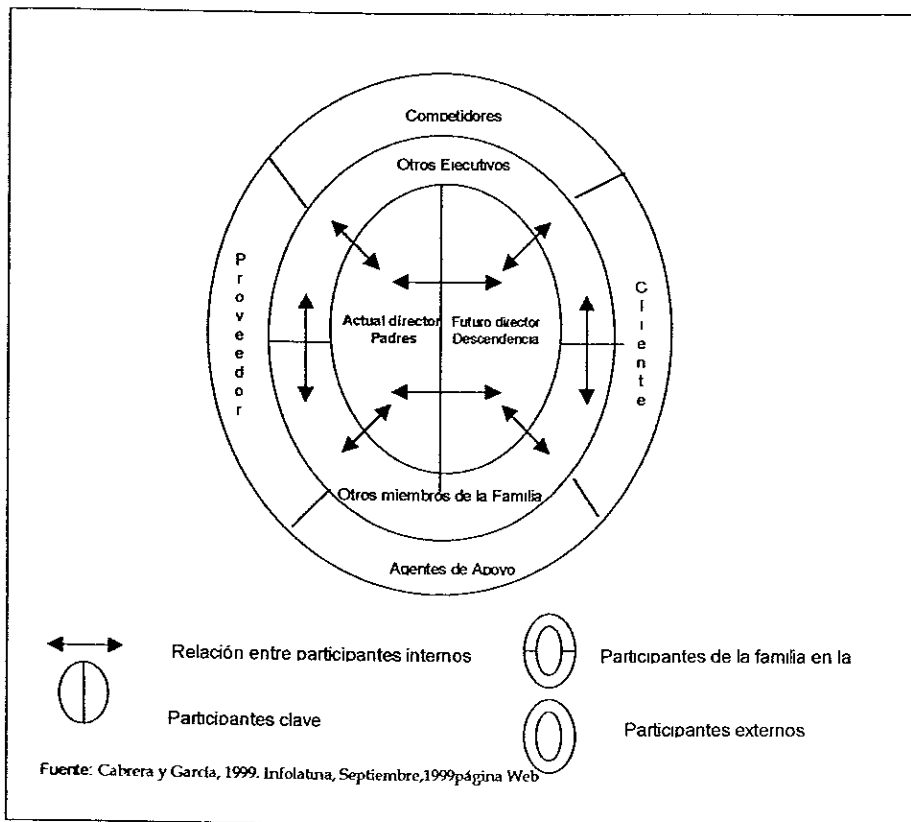 Competidores
Otros Ejecutivos
Proveedor
Actual director
Padres
Futuro director
Descendencia
Cliente
Otros miembros de la Familia
Agentes de Apoyo
Relación entre participantes internos
Participantes de la familia en la
Participantes clave
Participantes externos
Fuente: Cabrera y García, 1999. Infolatina, Septiembre,1999página Web